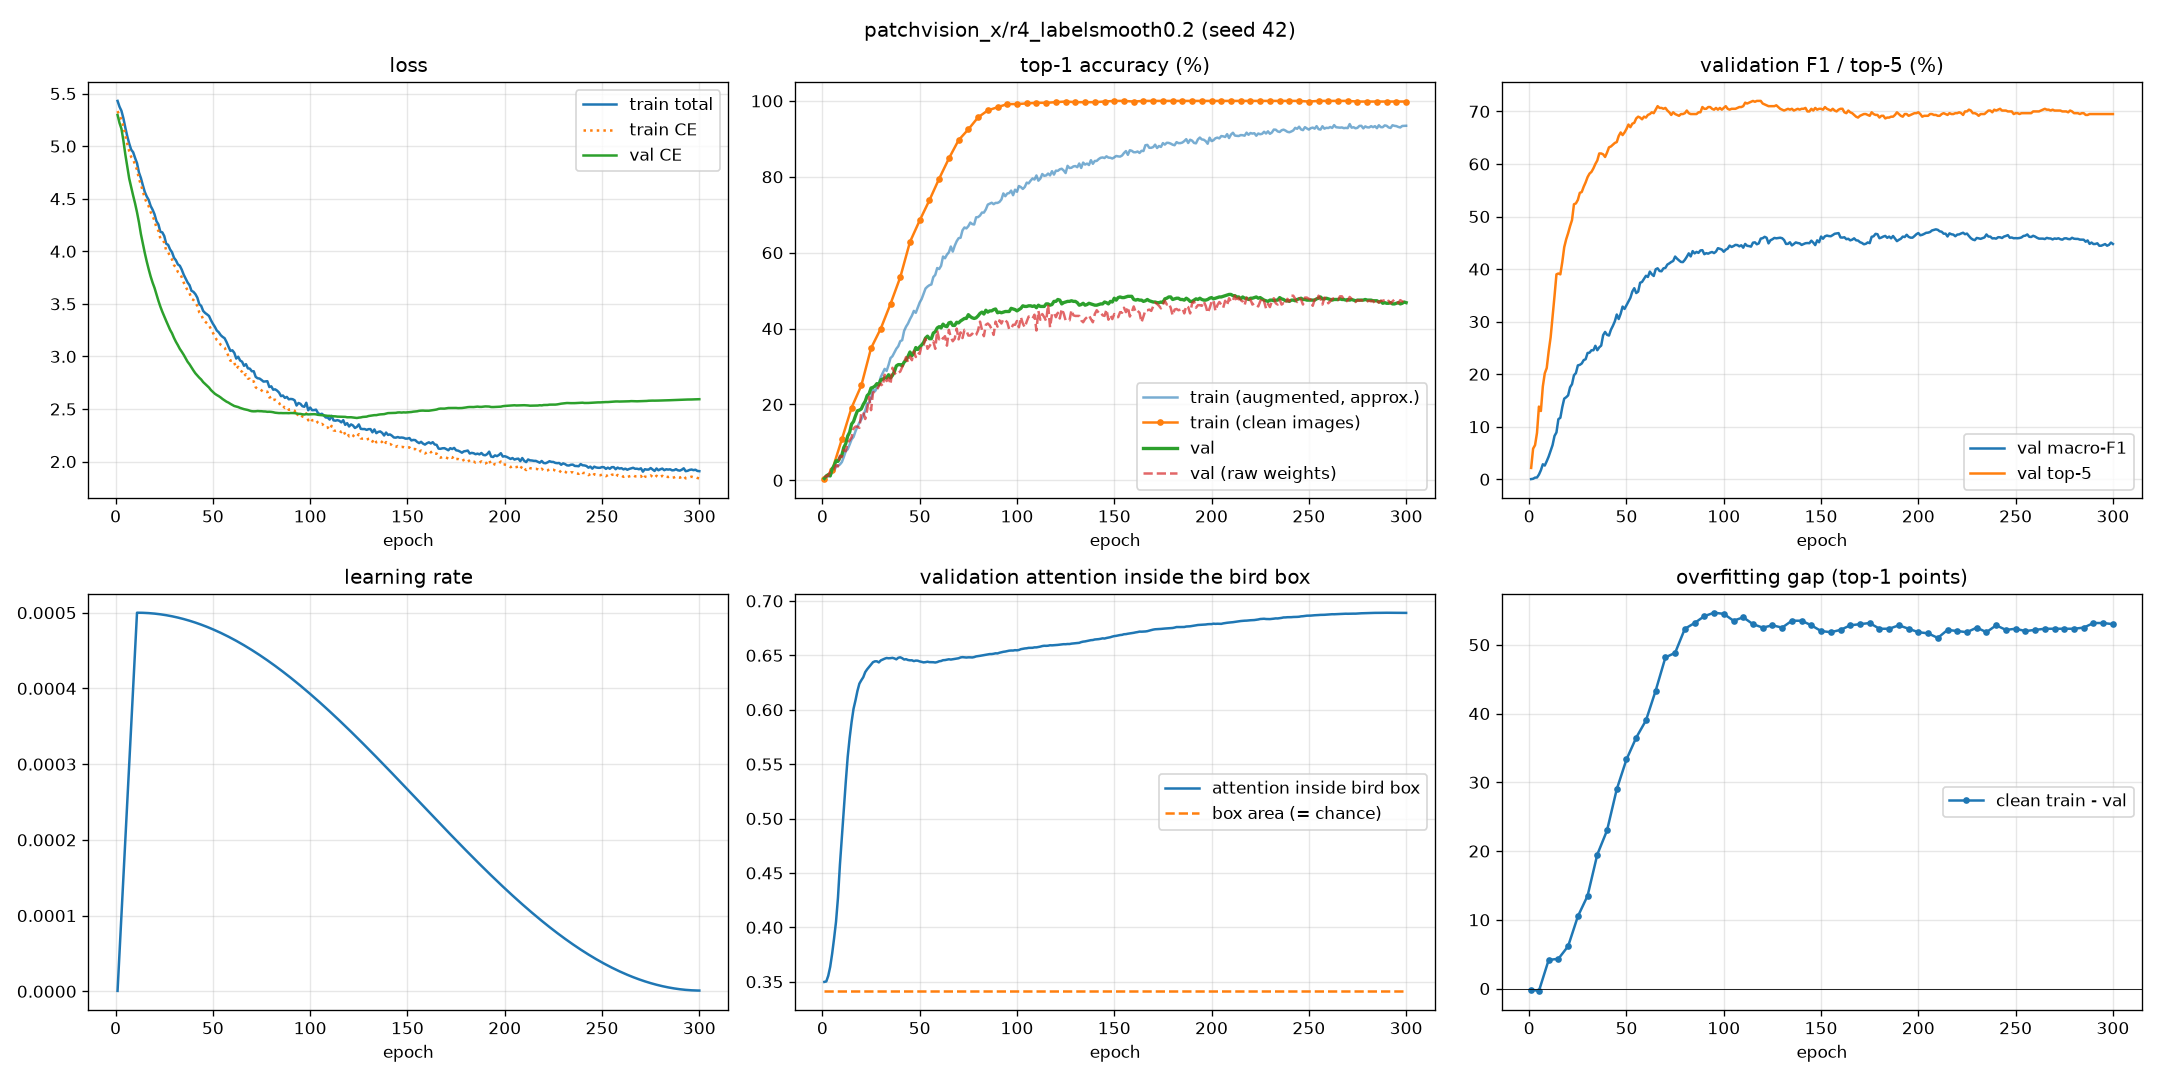 patchvision_x/r4_labelsmooth0.2 (seed 42)
loss
5.5
5.0
4.5
4.0
3.5
3.0
2.5
2.0
train total
train CE
val CE
0 50 100 150 200 250 300
epoch
top-1 accuracy (%)
100
80
60
40
20
0
train (augmented, approx.)
train (clean images)
val
val (raw weights)
0 50 100 150 200 250 300
epoch
validation F1 / top-5 (%)
70
60
50
40
30
20
10
0
val macro-F1
val top-5
0 50 100 150 200 250 300
epoch
learning rate
0.0005
0.0004
0.0003
0.0002
0.0001
0.0000
0 50 100 150 200 250 300
epoch
validation attention inside the bird box
0.70
0.65
0.60
0.55
0.50
0.45
0.40
0.35
attention inside bird box
box area (= chance)
0 50 100 150 200 250 300
epoch
overfitting gap (top-1 points)
50
40
30
20
10
0
clean train - val
0 50 100 150 200 250 300
epoch